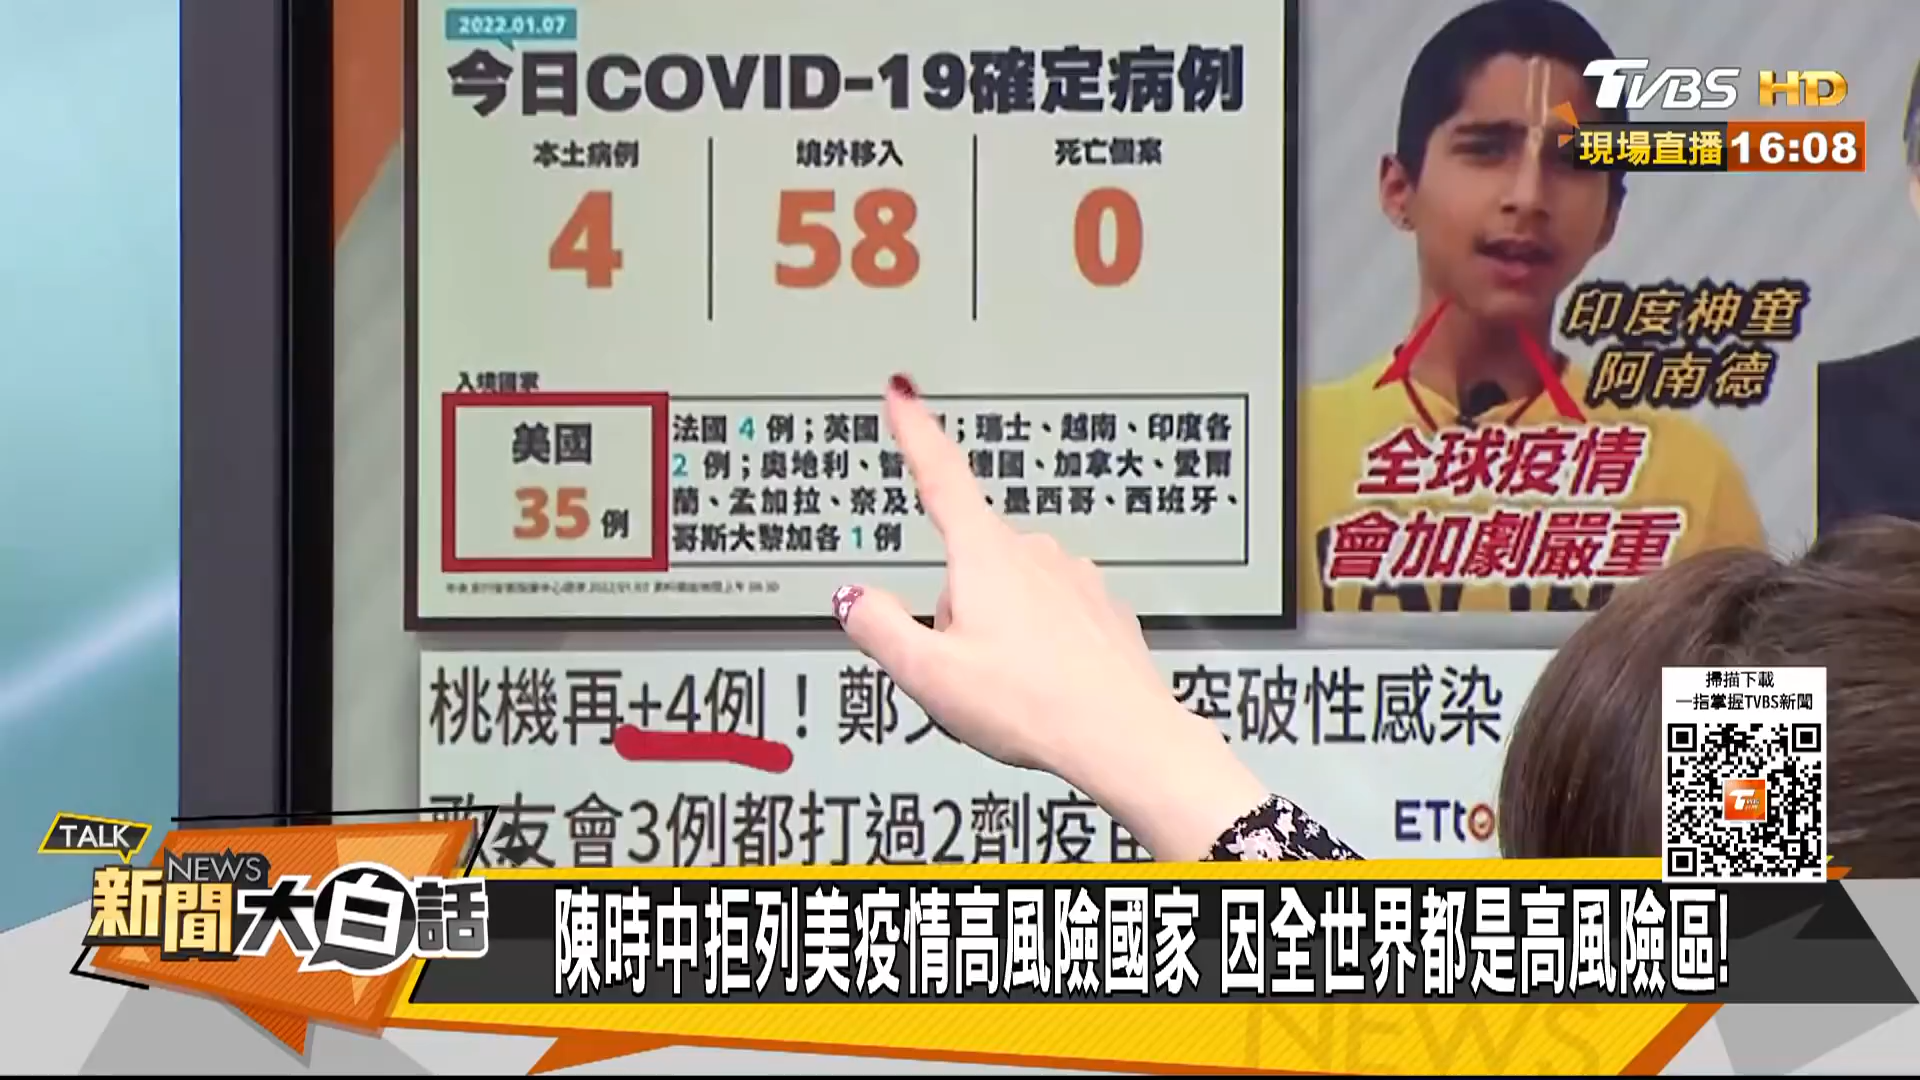 2022.01.07
今日COVID-19確定病例
本土病例
4
境外移入
58
死亡個案
0
入境國家
美國
35例
法國 4 例；英國 例；瑞士、越南、印度各
2 例；奧地利、智 德國、加拿大、愛爾
蘭、孟加拉、奈及 、墨西哥、西班牙、
哥斯大黎加各 1 例
TVBS HD
現場直播 16:08
印度神童
阿南德
全球疫情
會加劇嚴重
桃機再+4例！鄭 突破性感染
歌友會3例都打過2劑疫苗
ETto
掃描下載
一指掌握TVBS新聞
TALK
NEWS
新聞大白話
陳時中拒列美疫情高風險國家 因全世界都是高風險區!
NEWS